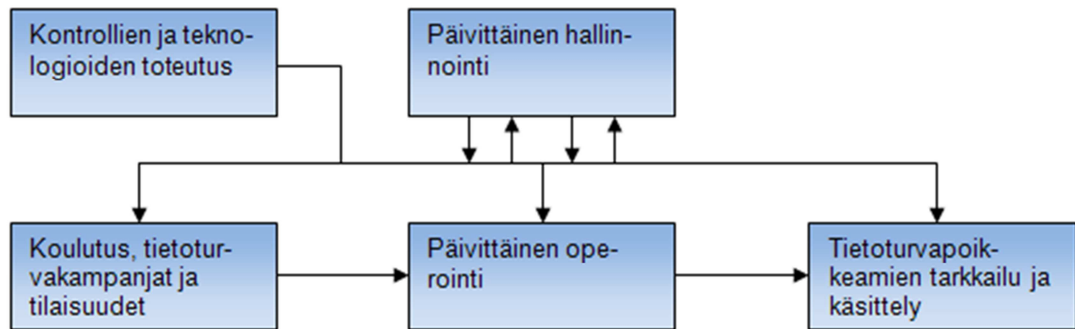 Kontrollien ja tekno-
logioiden toteutus
Päivittäinen hallin-
nointi
Koulutus, tietotur-
vakampanjat ja
tilaisuudet
Päivittäinen ope-
rointi
Tietoturvapoik-
keamien tarkkailu ja
käsittely